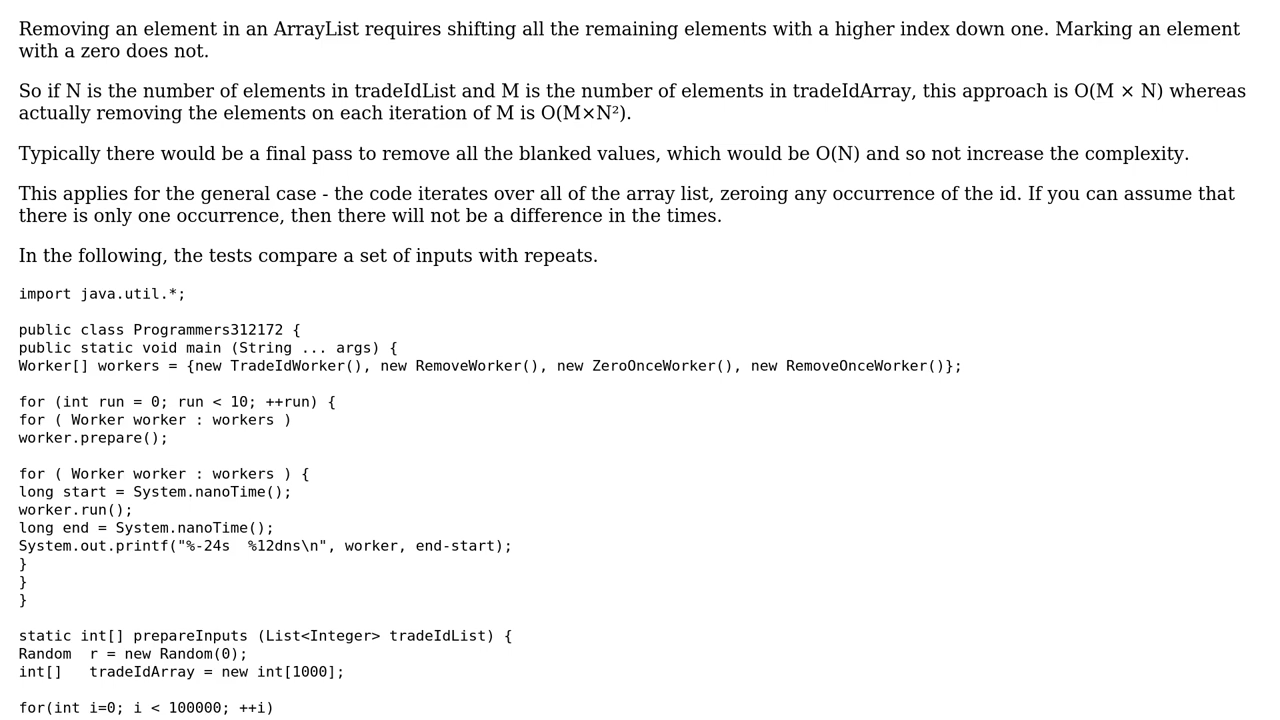 Removing an element in an ArrayList requires shifting all the remaining elements with a higher index down one. Marking an element
with a zero does not.
So if N is the number of elements in tradeIdList and M is the number of elements in tradeIdArray, this approach is O(M × N) whereas
actually removing the elements on each iteration of M is O(M×N²).
Typically there would be a final pass to remove all the blanked values, which would be O(N) and so not increase the complexity.
This applies for the general case - the code iterates over all of the array list, zeroing any occurrence of the id. If you can assume that
there is only one occurrence, then there will not be a difference in the times.
In the following, the tests compare a set of inputs with repeats.
import java.util.*;
public class Programmers312172 {
public static void main (String ... args) {
Worker[] workers = {new TradeIdWorker(), new RemoveWorker(), new ZeroOnceWorker(), new RemoveOnceWorker()};
for (int run = 0; run < 10; ++run) {
for ( Worker worker : workers )
worker.prepare();
for ( Worker worker : workers ) {
long start = System.nanoTime();
worker.run();
long end = System.nanoTime();
System.out.printf("%-24s  %12dns\n", worker, end-start);
}
}
}
static int[] prepareInputs (List<Integer> tradeIdList) {
Random  r = new Random(0);
int[]   tradeIdArray = new int[1000];
for(int i=0; i < 100000; ++i)